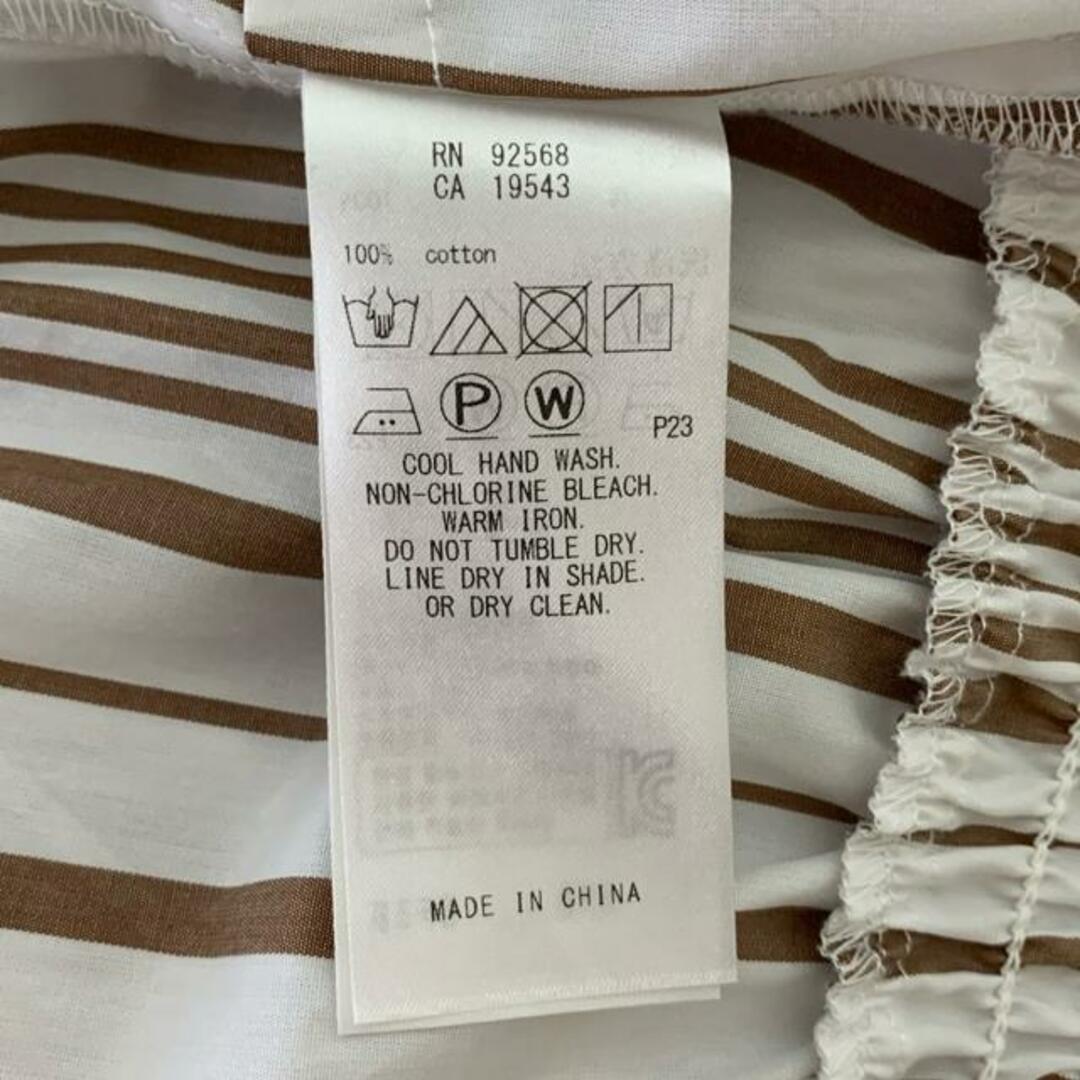 RN 92568
CA 19543
100% cotton
P
W
P23
COOL HAND WASH.
NON-CHLORINE BLEACH.
WARM IRON.
DO NOT TUMBLE DRY.
LINE DRY IN SHADE.
OR DRY CLEAN.
MADE IN CHINA